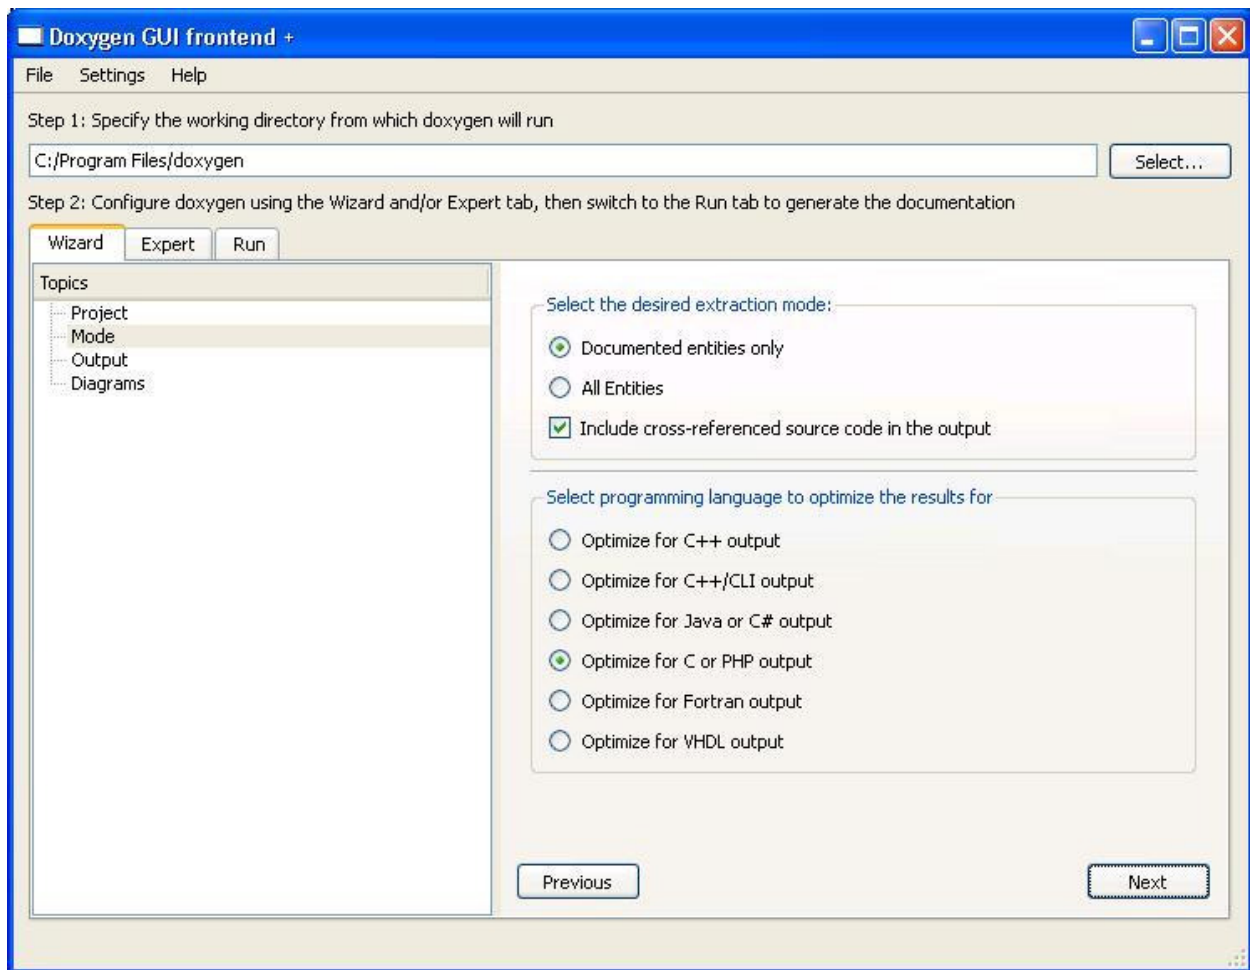 Doxygen GUI frontend +
File Settings Help
Step 1: Specify the working directory from which doxygen will run
C:/Program Files/doxygen
Select...
Step 2: Configure doxygen using the Wizard and/or Expert tab, then switch to the Run tab to generate the documentation
Wizard Expert Run
Topics
Project
Mode
Output
Diagrams
Select the desired extraction mode:
Documented entities only
All Entities
Include cross-referenced source code in the output
Select programming language to optimize the results for
Optimize for C++ output
Optimize for C++/CLI output
Optimize for Java or C# output
Optimize for C or PHP output
Optimize for Fortran output
Optimize for VHDL output
Previous
Next